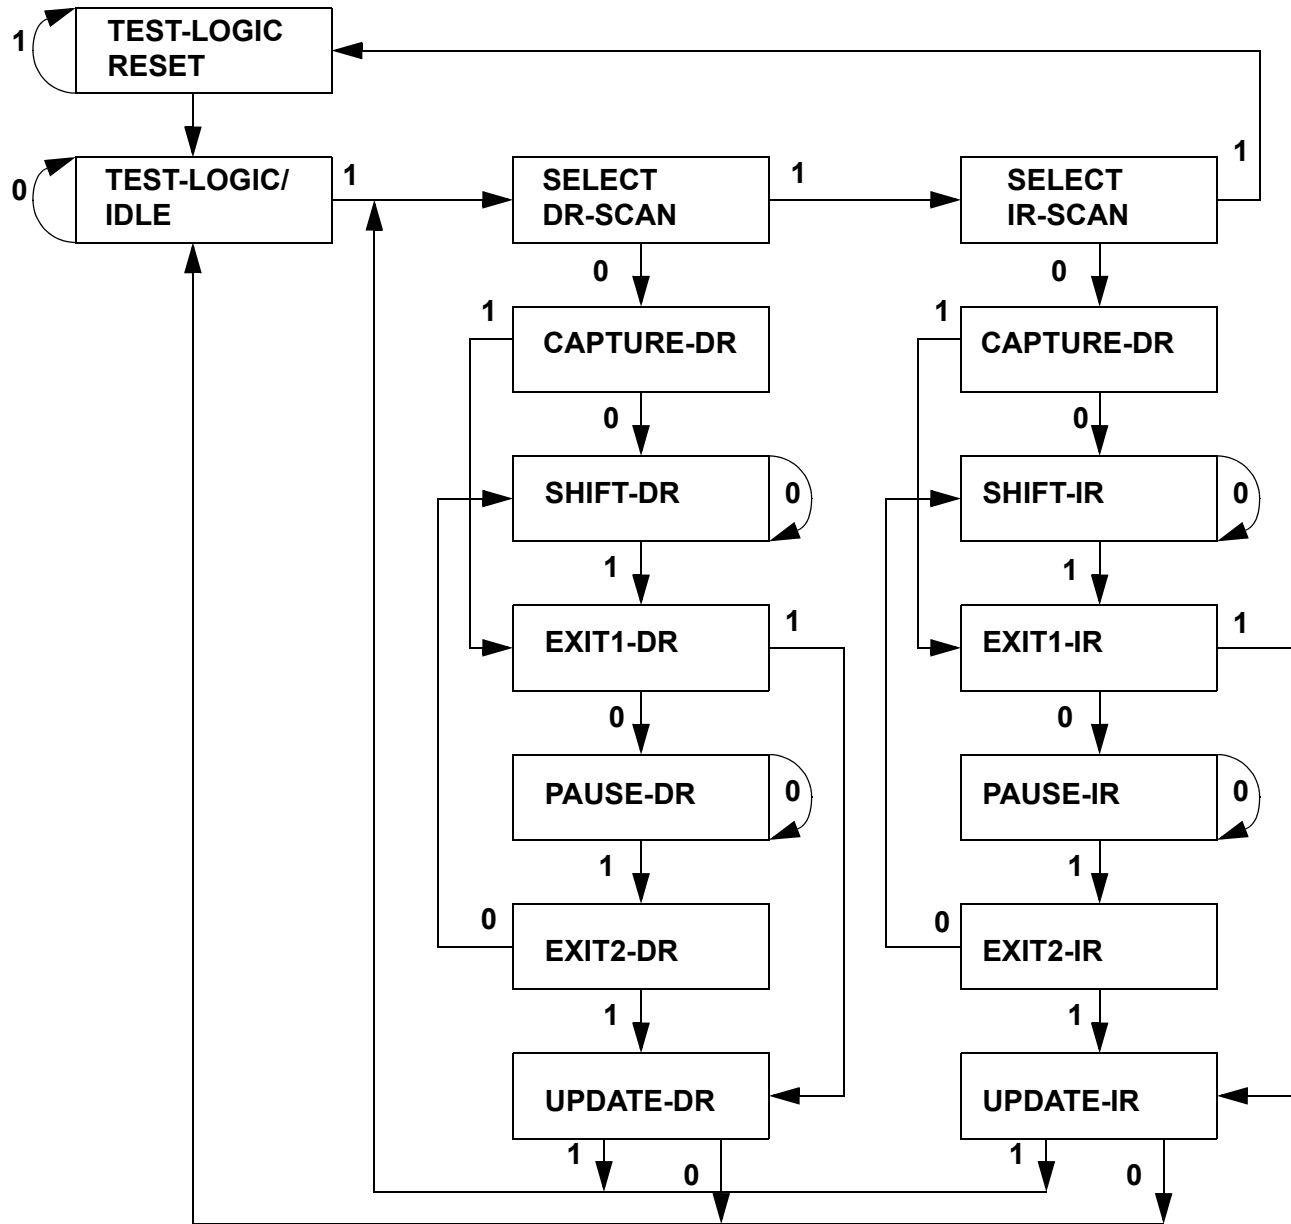 1
TEST-LOGIC
RESET
0
TEST-LOGIC/
IDLE
1
SELECT
DR-SCAN
1
SELECT
IR-SCAN
1
0
0
1
CAPTURE-DR
1
CAPTURE-DR
0
0
SHIFT-DR
0
SHIFT-IR
0
1
1
EXIT1-DR
1
EXIT1-IR
1
0
0
PAUSE-DR
0
PAUSE-IR
0
1
1
0
EXIT2-DR
0
EXIT2-IR
1
1
UPDATE-DR
UPDATE-IR
1
0
1
0